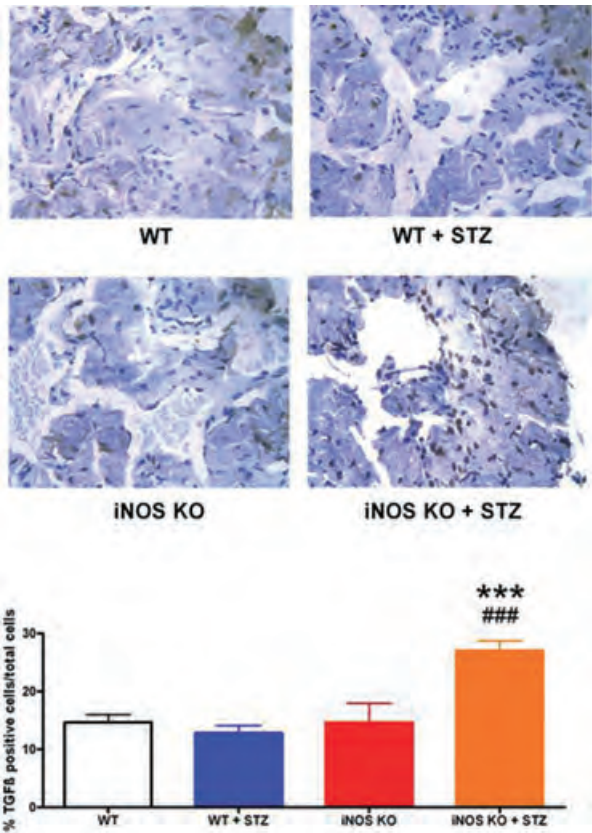 WT
WT + STZ
iNOS KO
iNOS KO + STZ
***
###
% TGFß positive cells/total cells
30
20
10
0
WT
WT + STZ
iNOS KO
iNOS KO + STZ